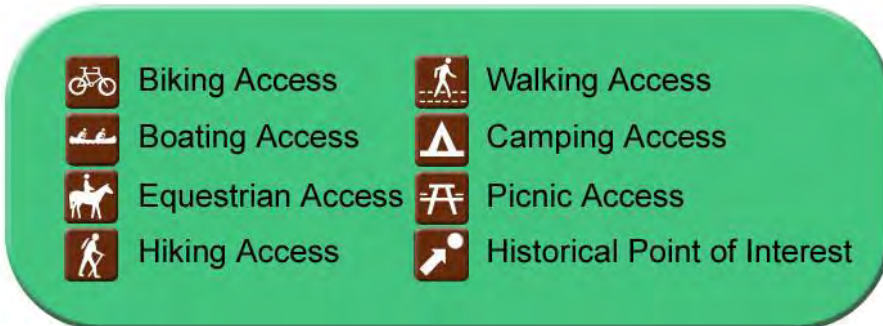 Biking Access
Boating Access
Equestrian Access
Hiking Access
Walking Access
Camping Access
Picnic Access
Historical Point of Interest